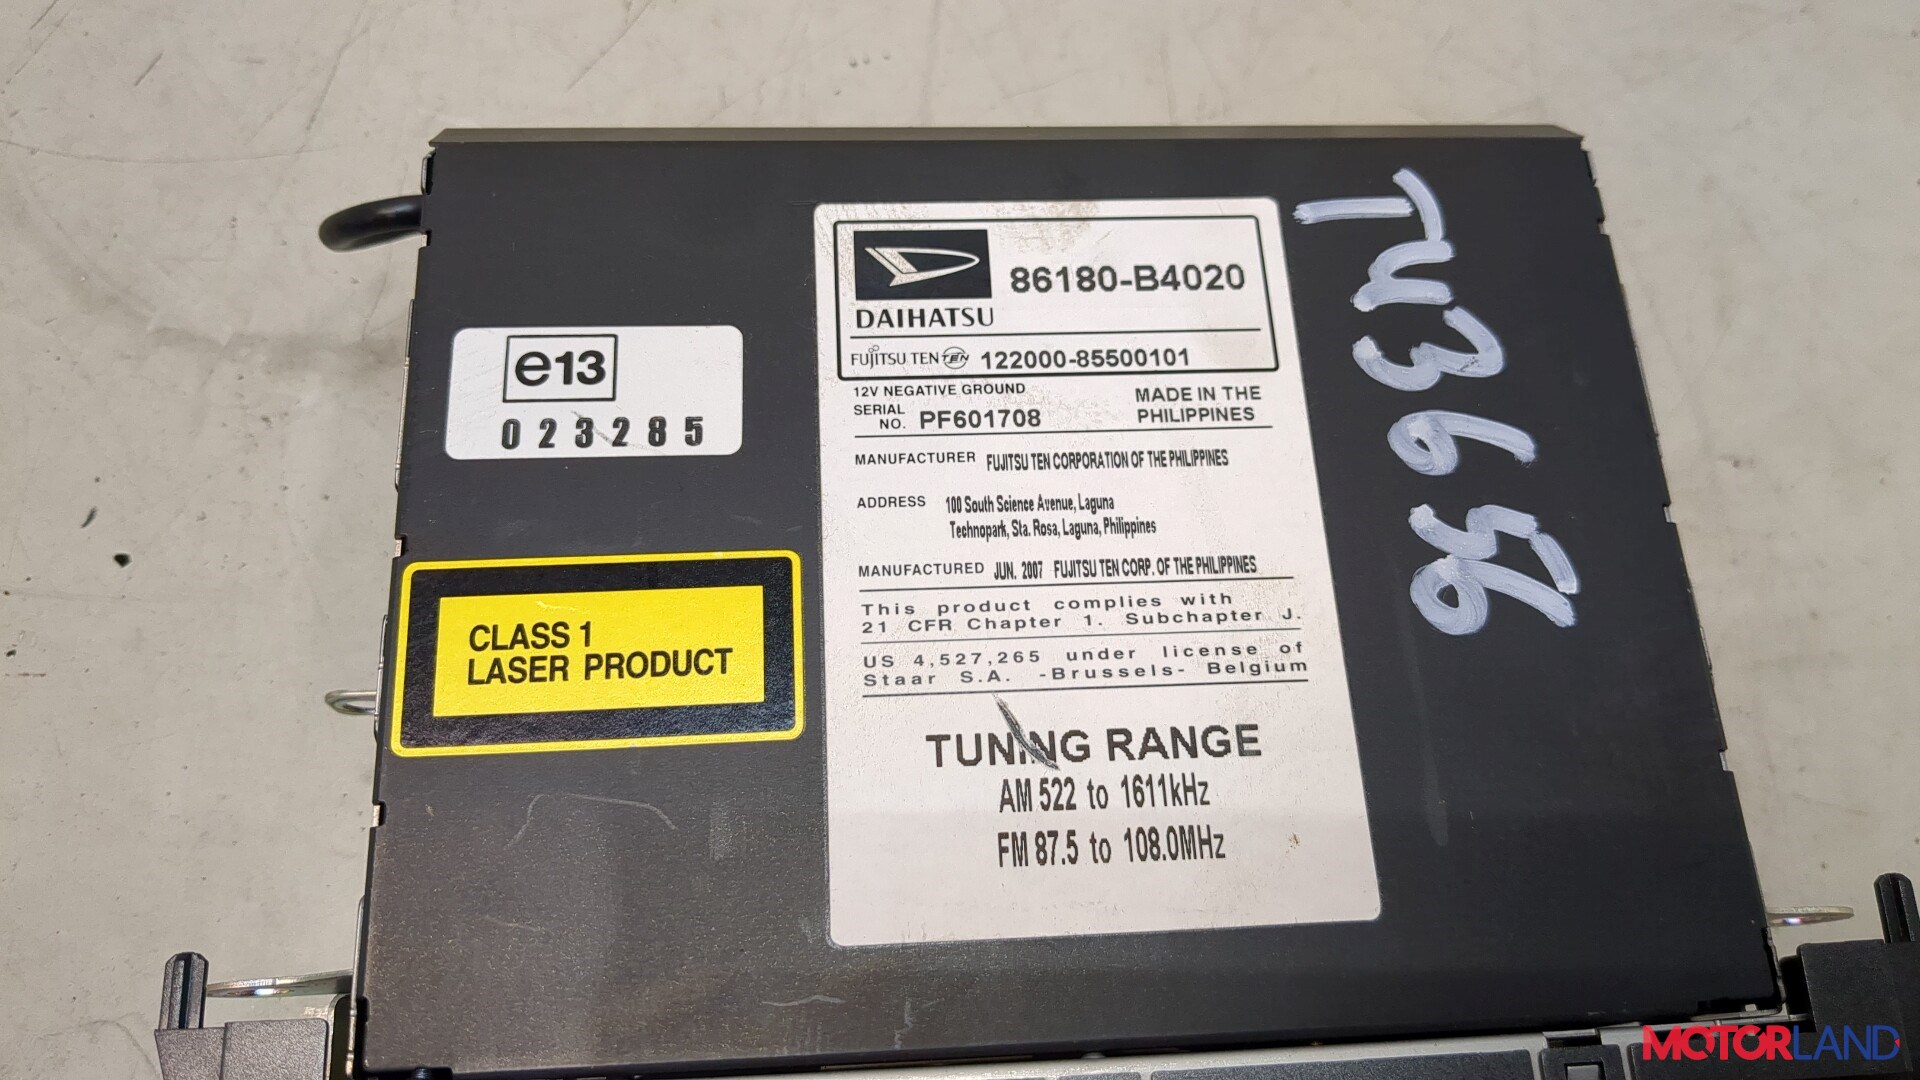 DAIHATSU
86180-B4020
FUJITSU TEN TEN 122000-85500101
12V NEGATIVE GROUND
SERIAL NO. PF601708
MADE IN THE
PHILIPPINES
MANUFACTURER FUJITSU TEN CORPORATION OF THE PHILIPPINES
ADDRESS 100 South Science Avenue, Laguna
Technopark, Sta. Rosa, Laguna, Philippines
MANUFACTURED JUN. 2007 FUJITSU TEN CORP. OF THE PHILIPPINES
This product complies with
21 CFR Chapter 1. Subchapter J.
US 4,527,265 under license of
Staar S.A. -Brussels- Belgium
TUNING RANGE
AM 522 to 1611kHz
FM 87.5 to 108.0MHz
e13
023285
CLASS 1
LASER PRODUCT
MOTORLAND